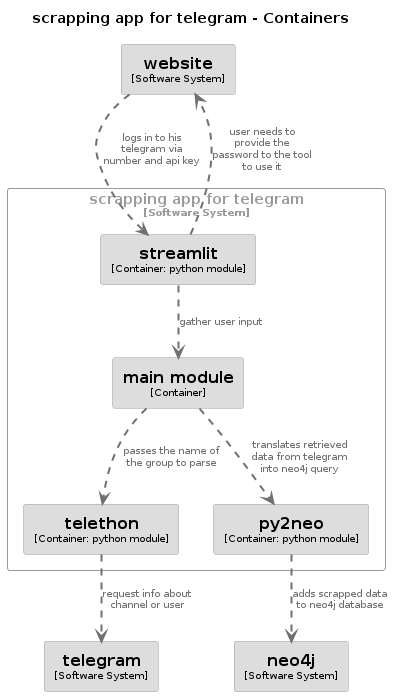 scrapping app for telegram - Containers
website
[Software System]
logs in to his
telegram via
number and api key
user needs to
provide the
password to the tool
to use it
scrapping app for telegram
[Software System]
streamlit
[Container: python module]
gather user input
main module
[Container]
passes the name of
the group to parse
translates retrieved
data from telegram
into neo4j query
telethon
[Container: python module]
py2neo
[Container: python module]
request info about
channel or user
adds scrapped data
to neo4j database
telegram
[Software System]
neo4j
[Software System]